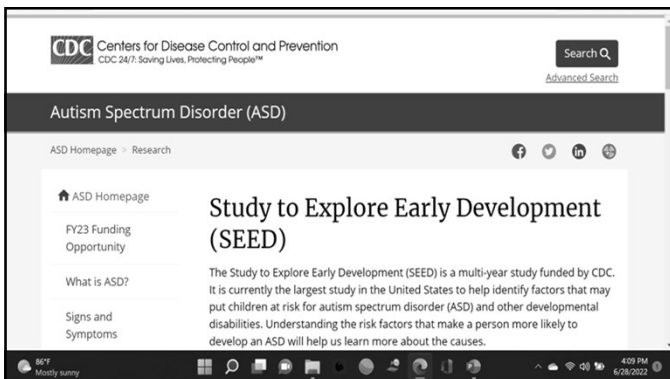 CDC Centers for Disease Control and Prevention
CDC 24/7: Saving Lives, Protecting People™
Search
Advanced Search
Autism Spectrum Disorder (ASD)
ASD Homepage > Research
ASD Homepage
FY23 Funding
Opportunity
What is ASD?
Signs and
Symptoms
Study to Explore Early Development
(SEED)
The Study to Explore Early Development (SEED) is a multi-year study funded by CDC.
It is currently the largest study in the United States to help identify factors that may
put children at risk for autism spectrum disorder (ASD) and other developmental
disabilities. Understanding the risk factors that make a person more likely to
develop an ASD will help us learn more about the causes.
86°F
Mostly sunny
4:09 PM
6/28/2022